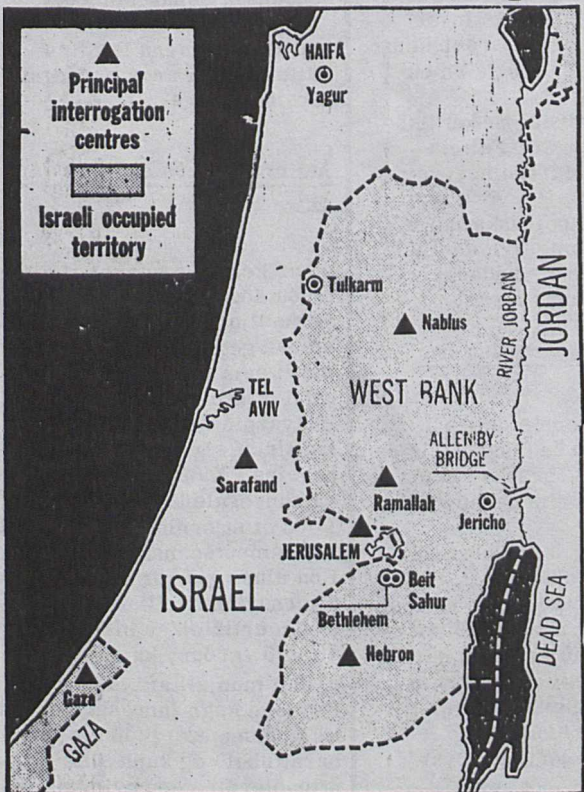 Principal
interrogation
centres
Israeli occupied
territory
HAIFA
Yagur
Tulkarm
Nablus
RIVER JORDAN
JORDAN
TEL
AVIV
WEST BANK
ALLENBY
BRIDGE
Sarafand
Ramallah
Jericho
JERUSALEM
ISRAEL
Beit
Sahur
Bethlehem
Hebron
DEAD SEA
Gaza
GAZA